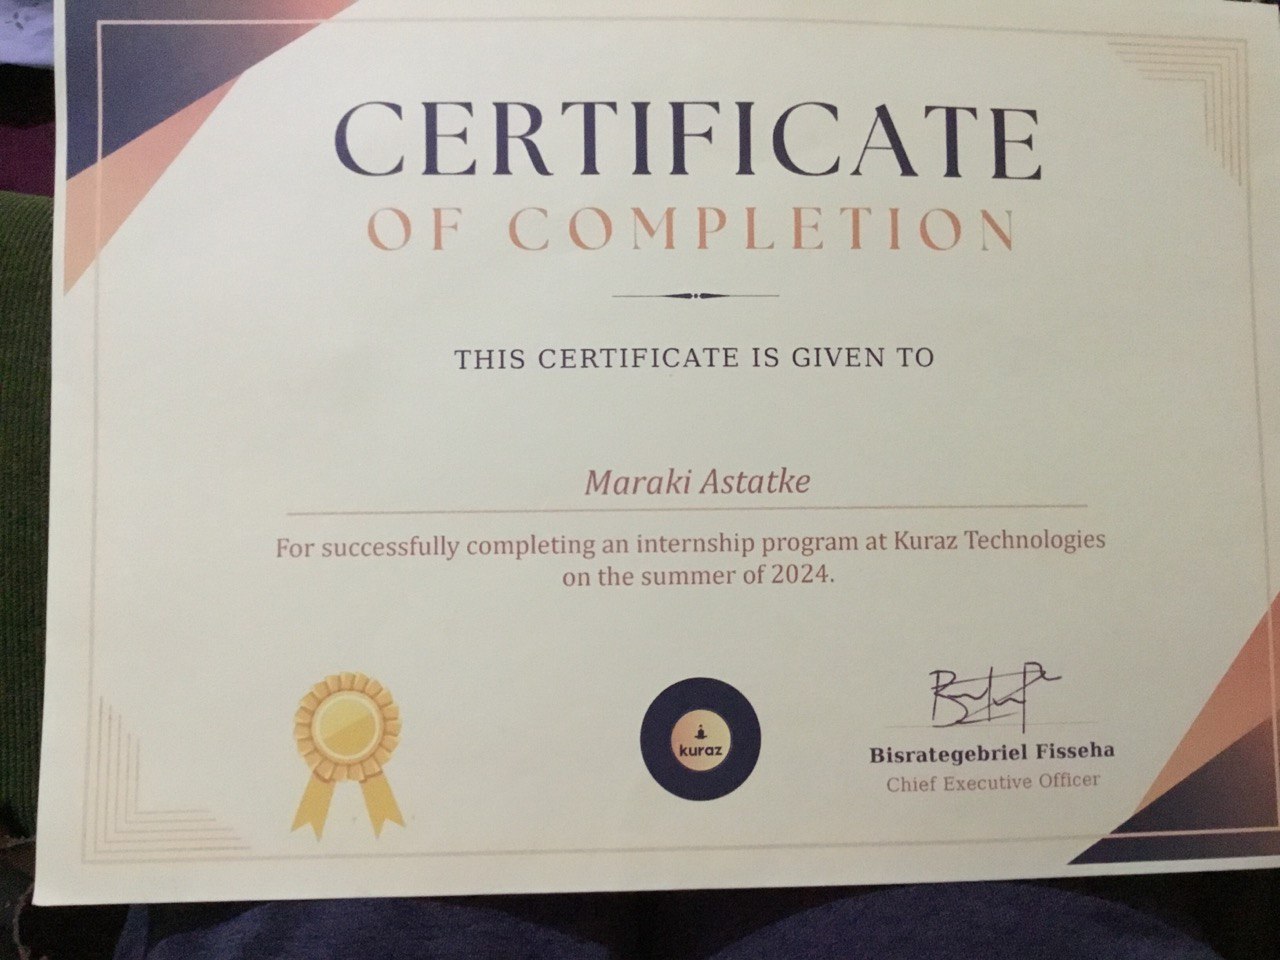 CERTIFICATE
OF COMPLETION
THIS CERTIFICATE IS GIVEN TO
Maraki Astatke
For successfully completing an internship program at Kuraz Technologies
on the summer of 2024.
kuraz
Bisrategebriel Fisseha
Chief Executive Officer